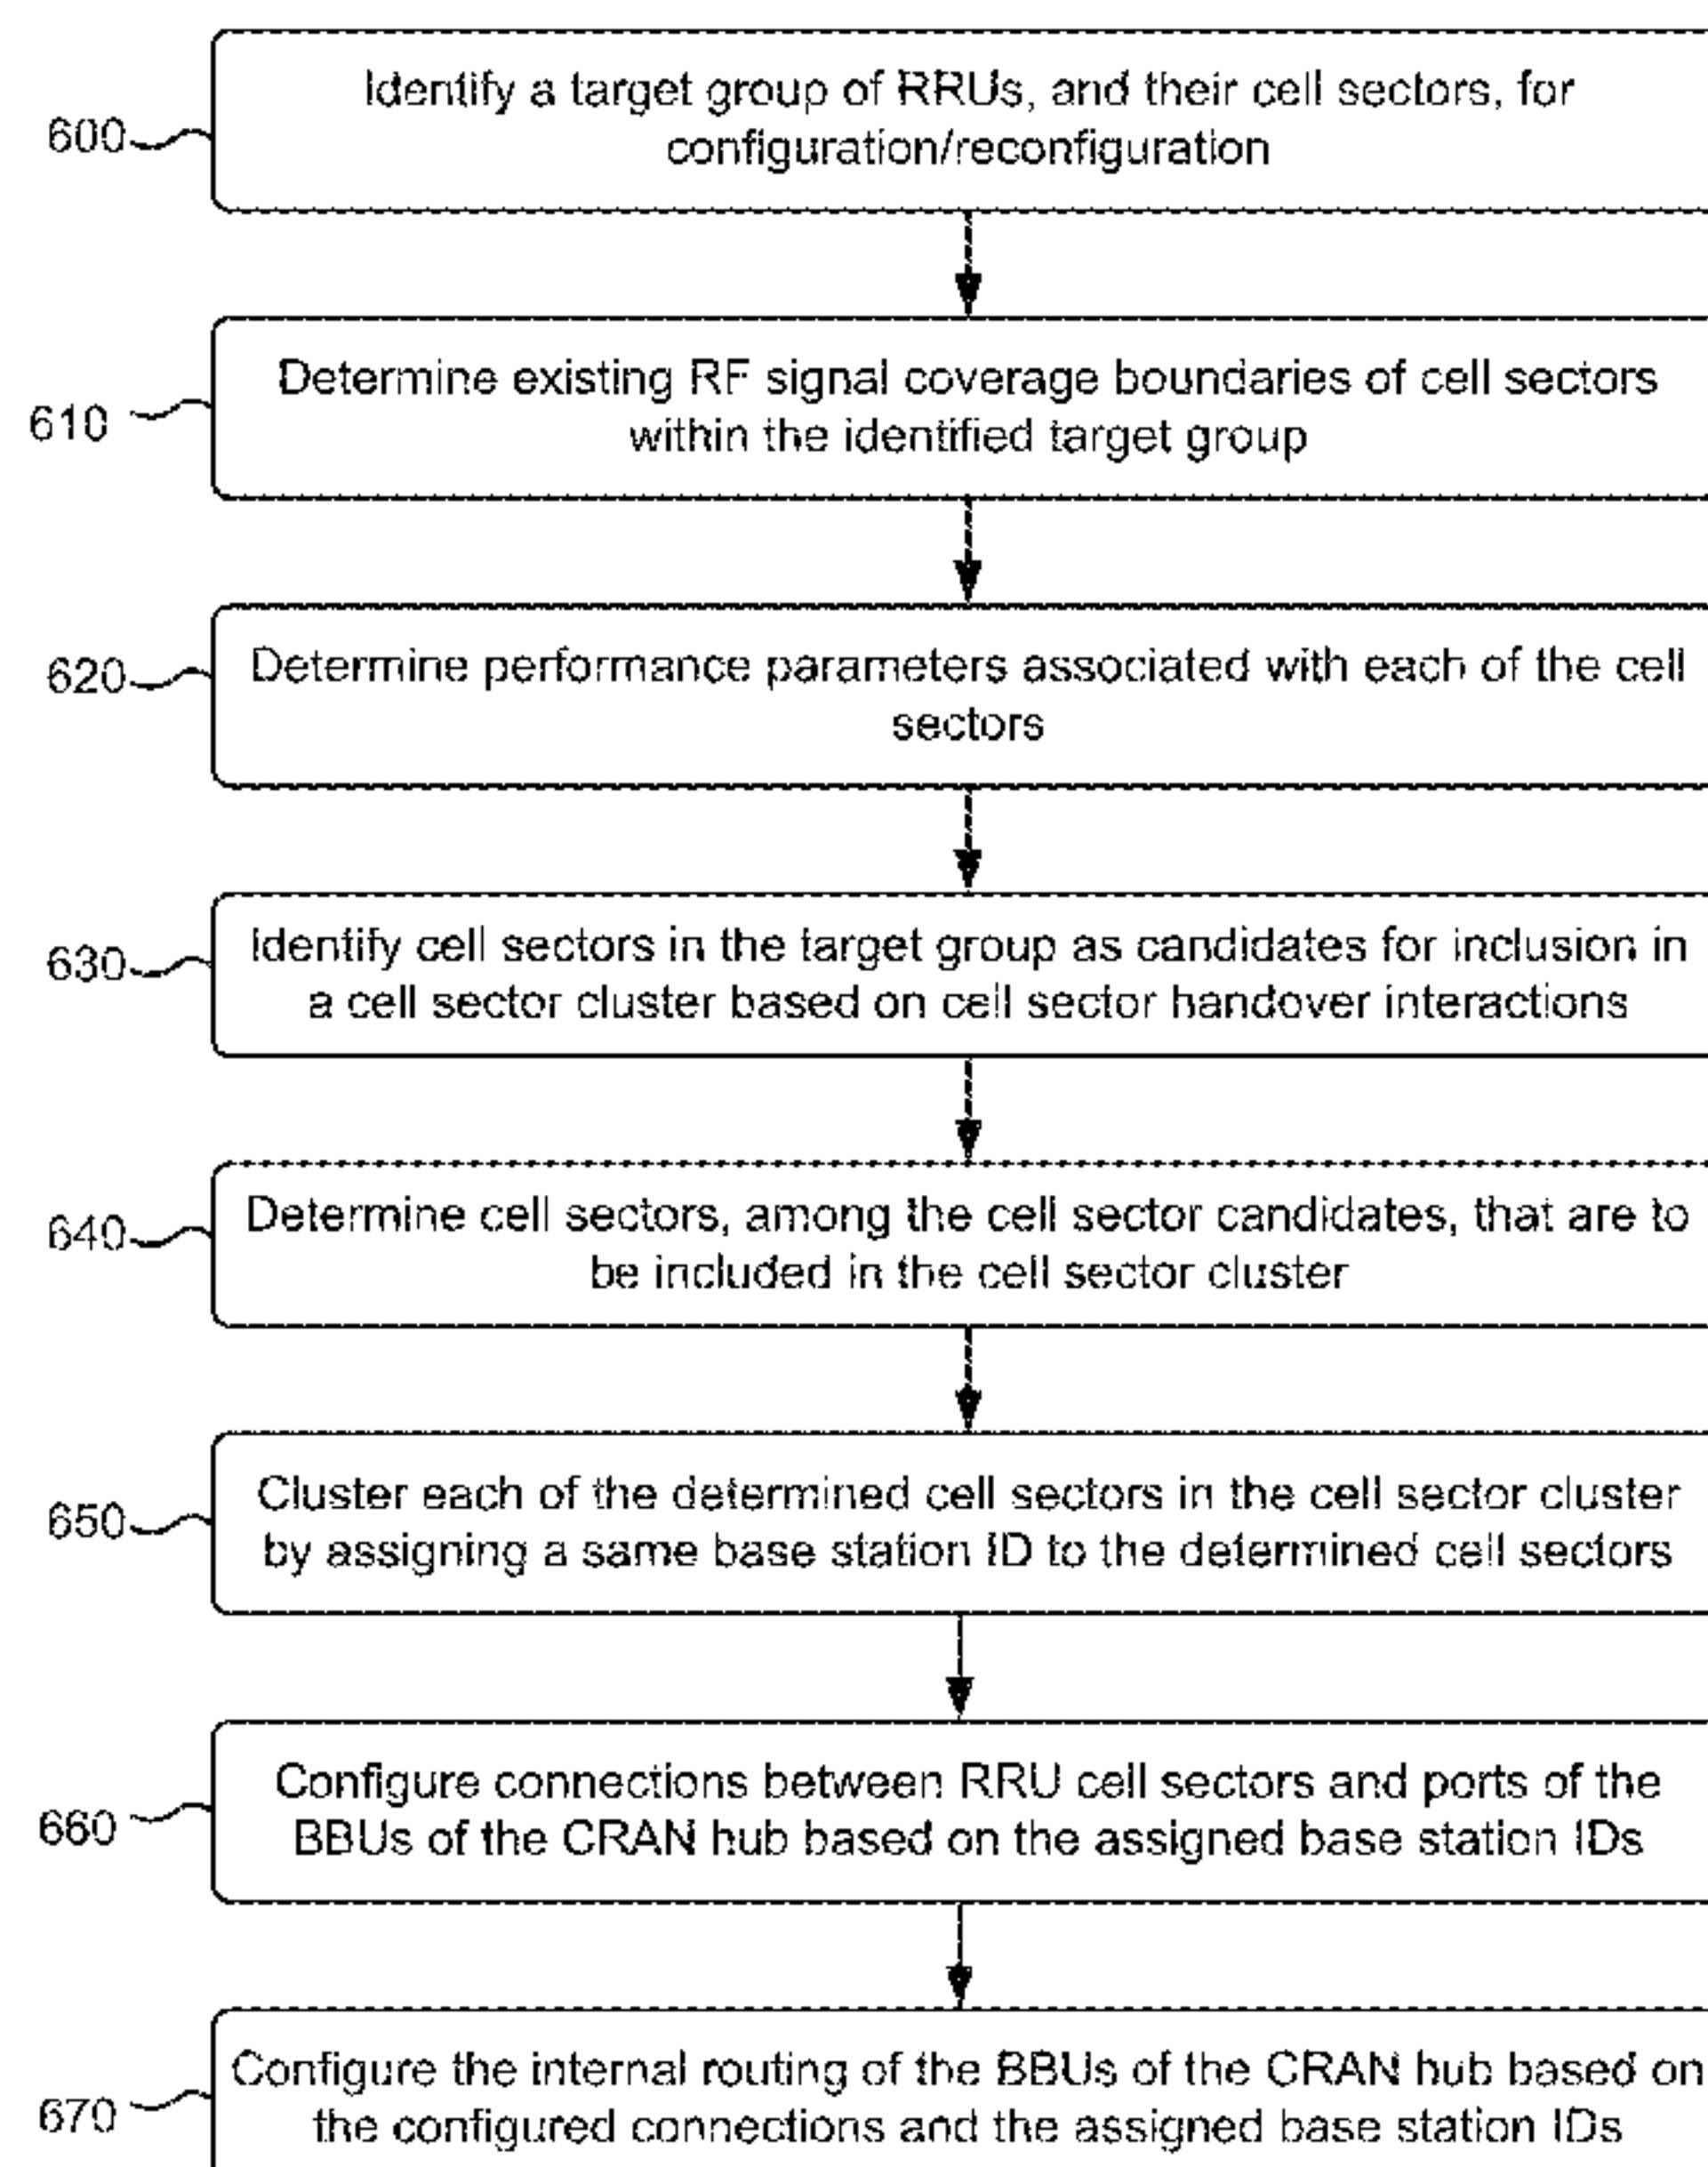 600
Identify a target group of RRUs, and their cell sectors, for
configuration/reconfiguration
610
Determine existing RF signal coverage boundaries of cell sectors
within the identified target group
620
Determine performance parameters associated with each of the cell
sectors
630
Identify cell sectors in the target group as candidates for inclusion in
a cell sector cluster based on cell sector handover interactions
640
Determine cell sectors, among the cell sector candidates, that are to
be included in the cell sector cluster
650
Cluster each of the determined cell sectors in the cell sector cluster
by assigning a same base station ID to the determined cell sectors
660
Configure connections between RRU cell sectors and ports of the
BBUs of the CRAN hub based on the assigned base station IDs
670
Configure the internal routing of the BBUs of the CRAN hub based on
the configured connections and the assigned base station IDs